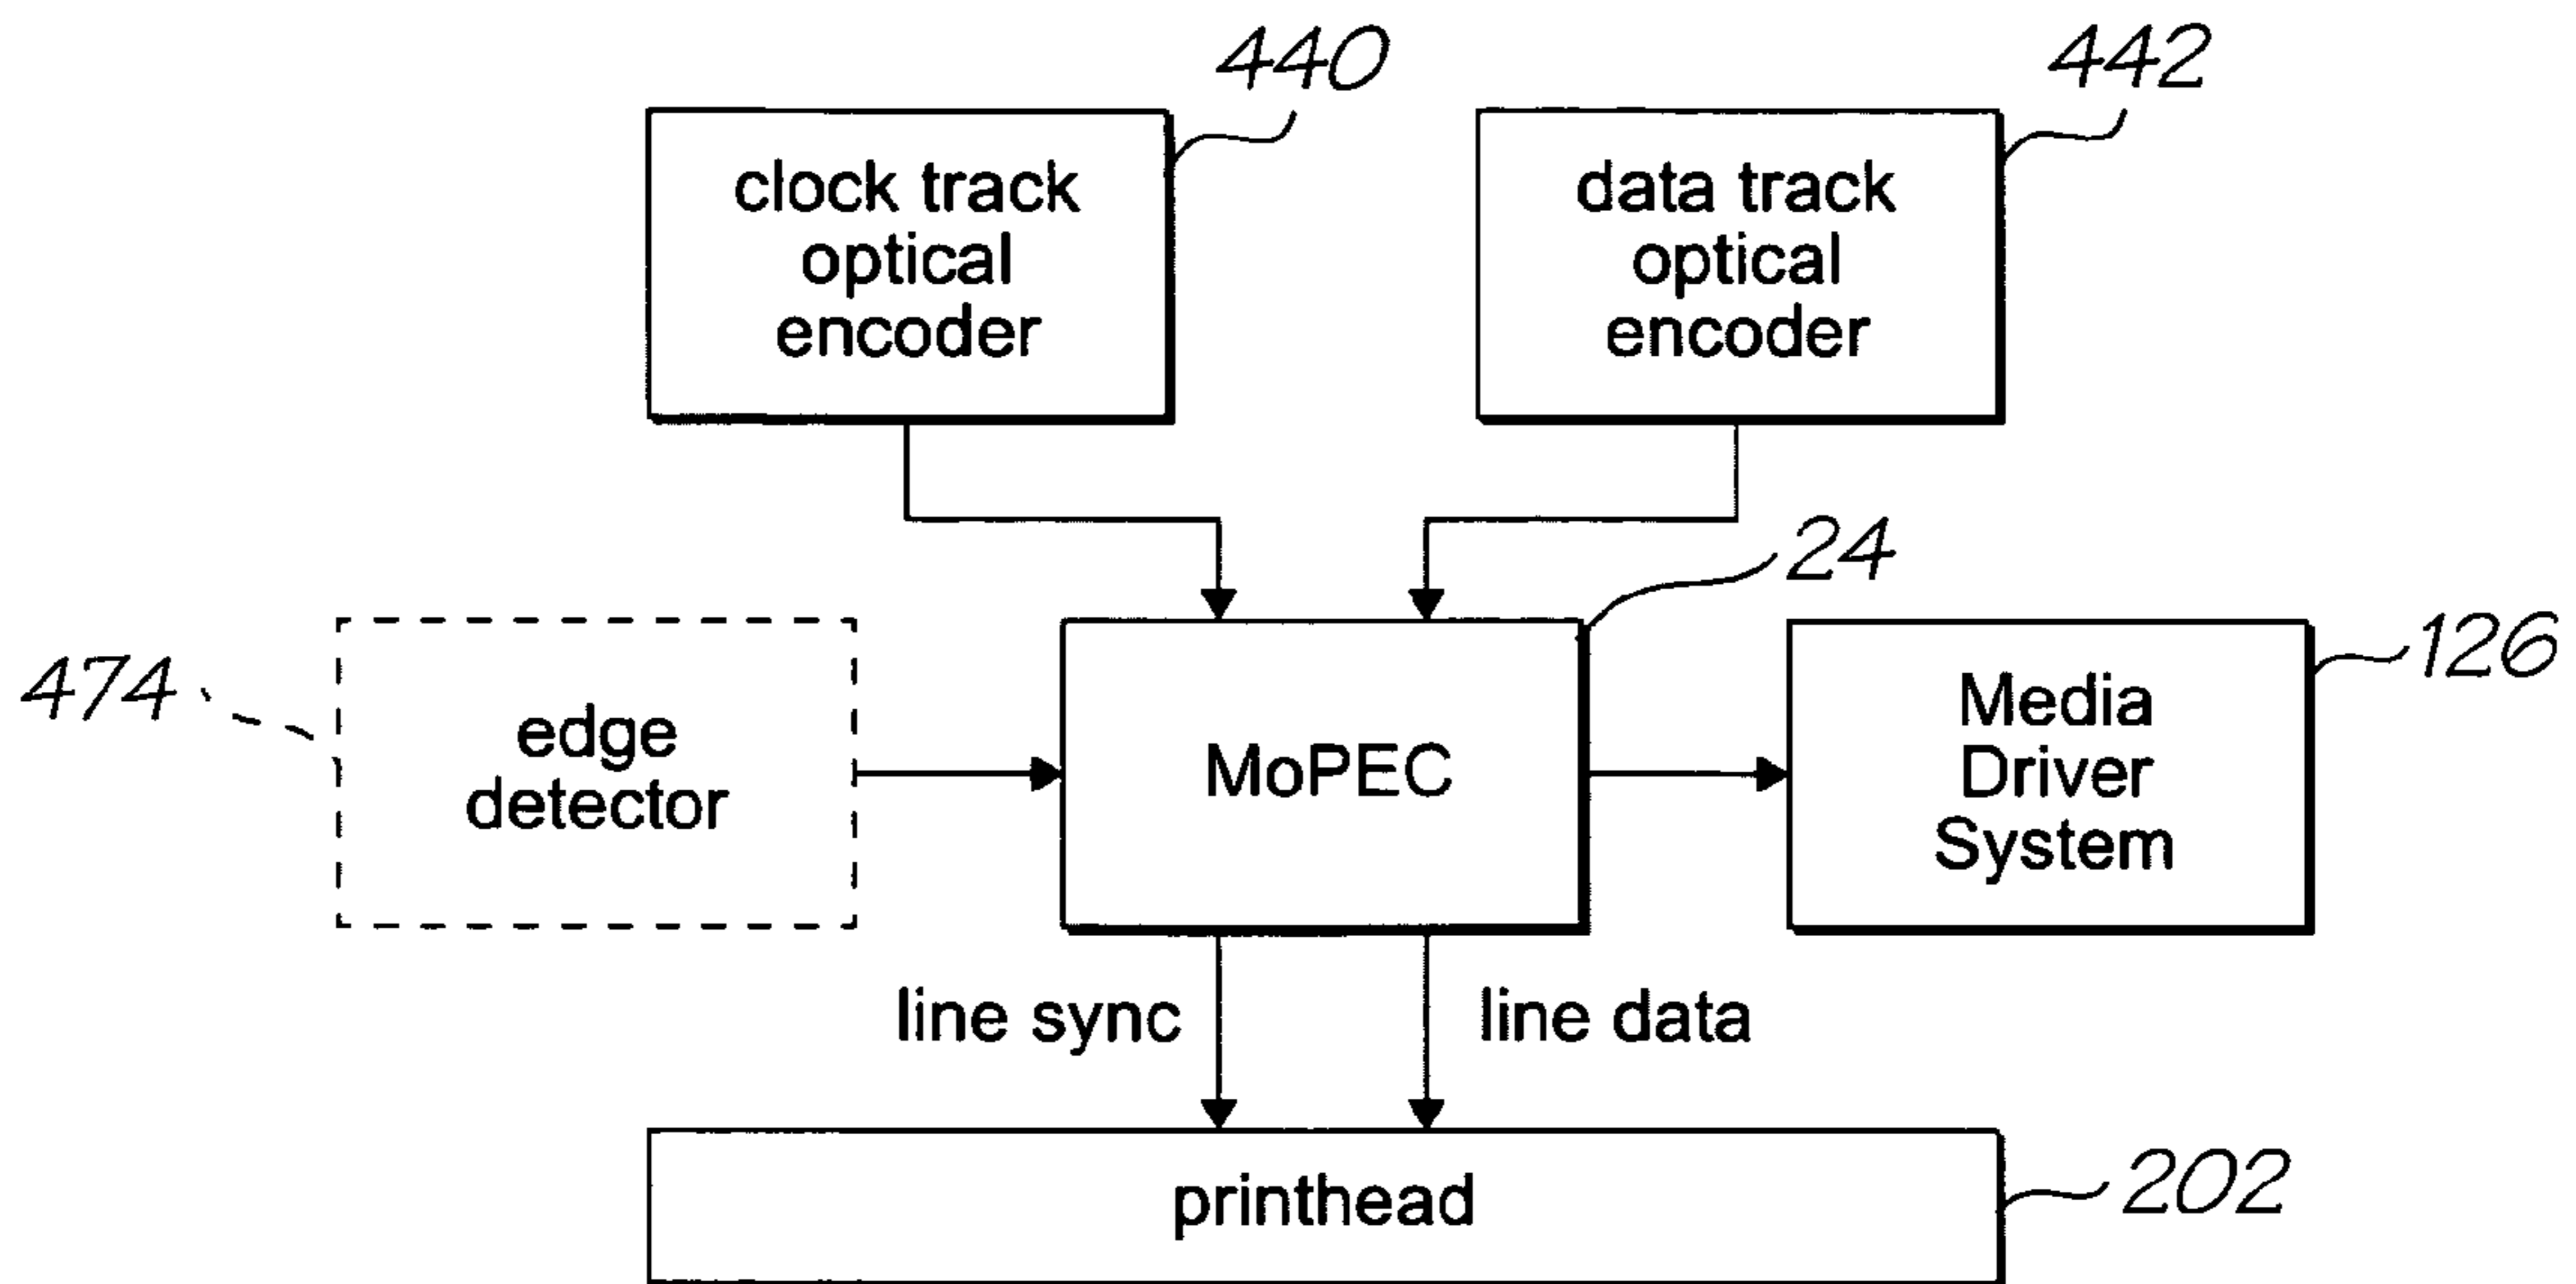 440
442
clock track
optical
encoder
data track
optical
encoder
24
126
474
edge
detector
MoPEC
Media
Driver
System
line sync
line data
printhead
202